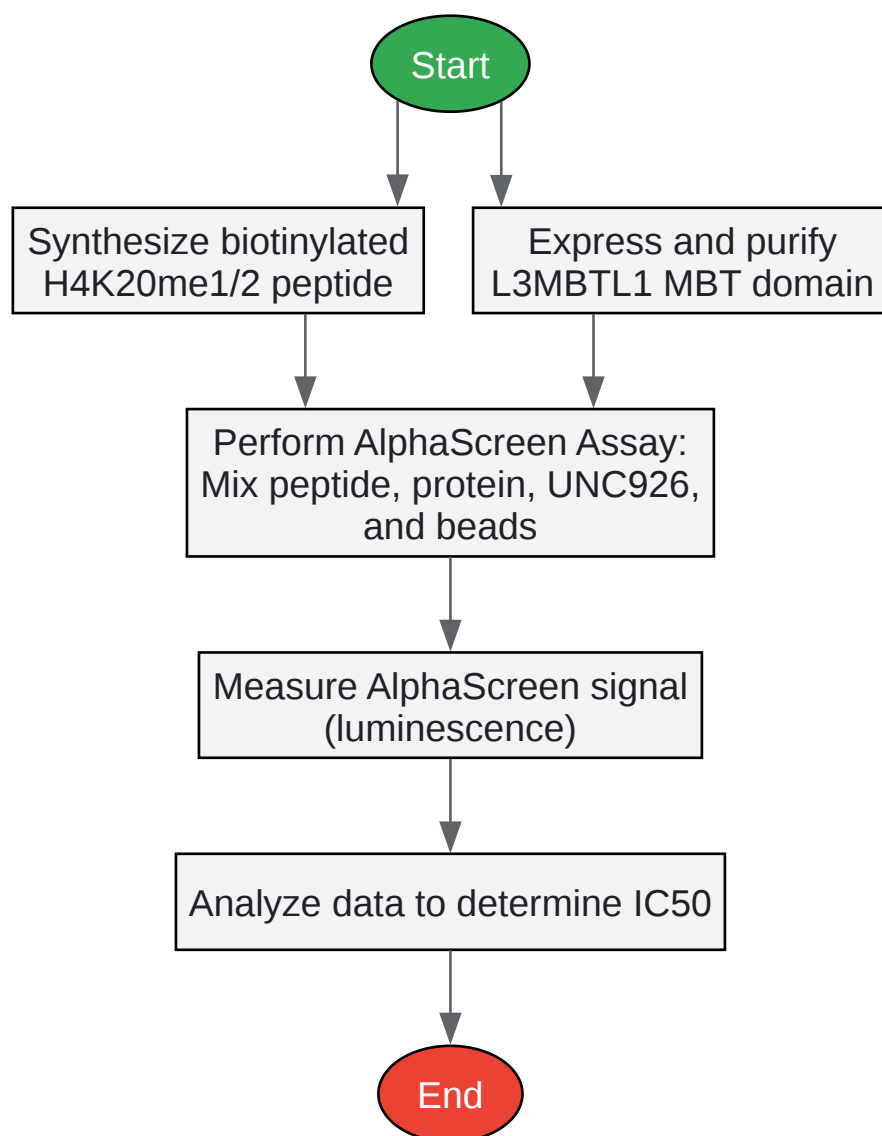 Start
Synthesize biotinylated
H4K20me1/2 peptide
Express and purify
L3MBTL1 MBT domain
Perform AlphaScreen Assay:
Mix peptide, protein, UNC926,
and beads
Measure AlphaScreen signal
(luminescence)
Analyze data to determine IC50
End